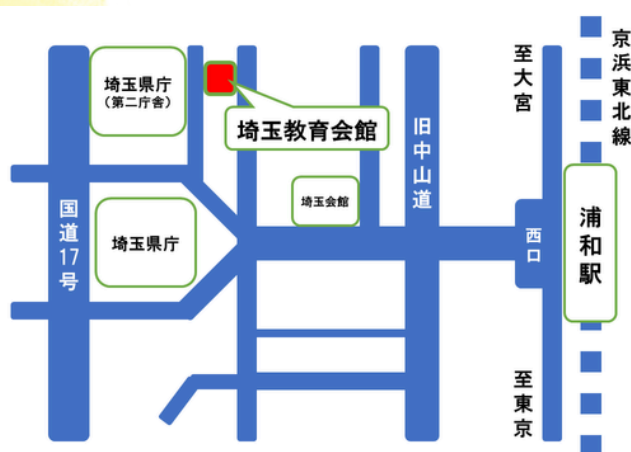 埼玉県庁
（第二庁舎）
埼玉教育会館
埼玉会館
埼玉県庁
国道17号
旧中山道
西口
至大宮
至東京
浦和駅
京浜東北線